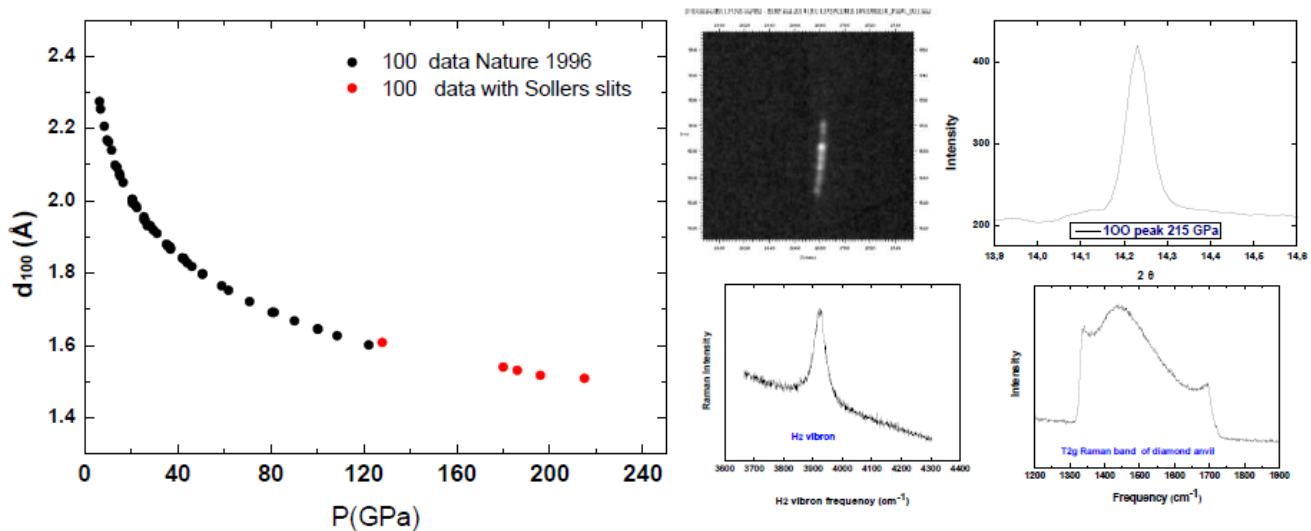 2.4
2.2
2.0
1.8
1.6
1.4
d100 (Å)
0 40 80 120 160 200 240
P(GPa)
100 data Nature 1996
100 data with Sollers slits
400
300
200
Intensity
1OO peak 215 GPa
13,9 14,0 14,1 14,2 14,3 14,4 14,5 14,6
2 θ
Raman Intensity
H2 vibron
3600 3700 3800 3900 4000 4100 4200 4300 4400
H2 vibron frequency (cm-1)
Intensity
T2g Raman band of diamond anvil
1200 1300 1400 1500 1600 1700 1800 1900
Frequency (cm-1)